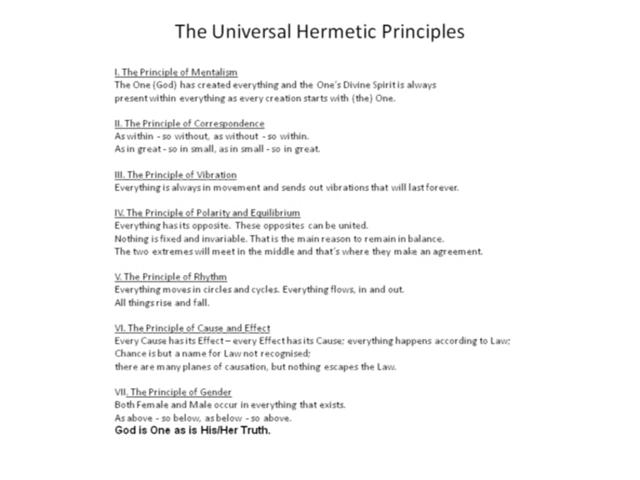 The Universal Hermetic Principles
I. The Principle of Mentalism
The One (God) has created everything and the One's Divine Spirit is always
present within everything as every creation starts with (the) One.
II. The Principle of Correspondence
As within - so without, as without - so within.
As in great - so in small, as in small - so in great.
III. The Principle of Vibration
Everything is always in movement and sends out vibrations that will last forever.
IV. The Principle of Polarity and Equilibrium
Everything has its opposite. These opposites can be united.
Nothing is fixed and invariable. That is the main reason to remain in balance.
The two extremes will meet in the middle and that's where they make an agreement.
V. The Principle of Rhythm
Everything moves in circles and cycles. Everything flows, in and out.
All things rise and fall.
VI. The Principle of Cause and Effect
Every Cause has its Effect – every Effect has its Cause; everything happens according to Law;
Chance is but a name for Law not recognised;
there are many planes of causation, but nothing escapes the Law.
VII. The Principle of Gender
Both Female and Male occur in everything that exists.
As above - so below, as below - so above.
God is One as is His/Her Truth.